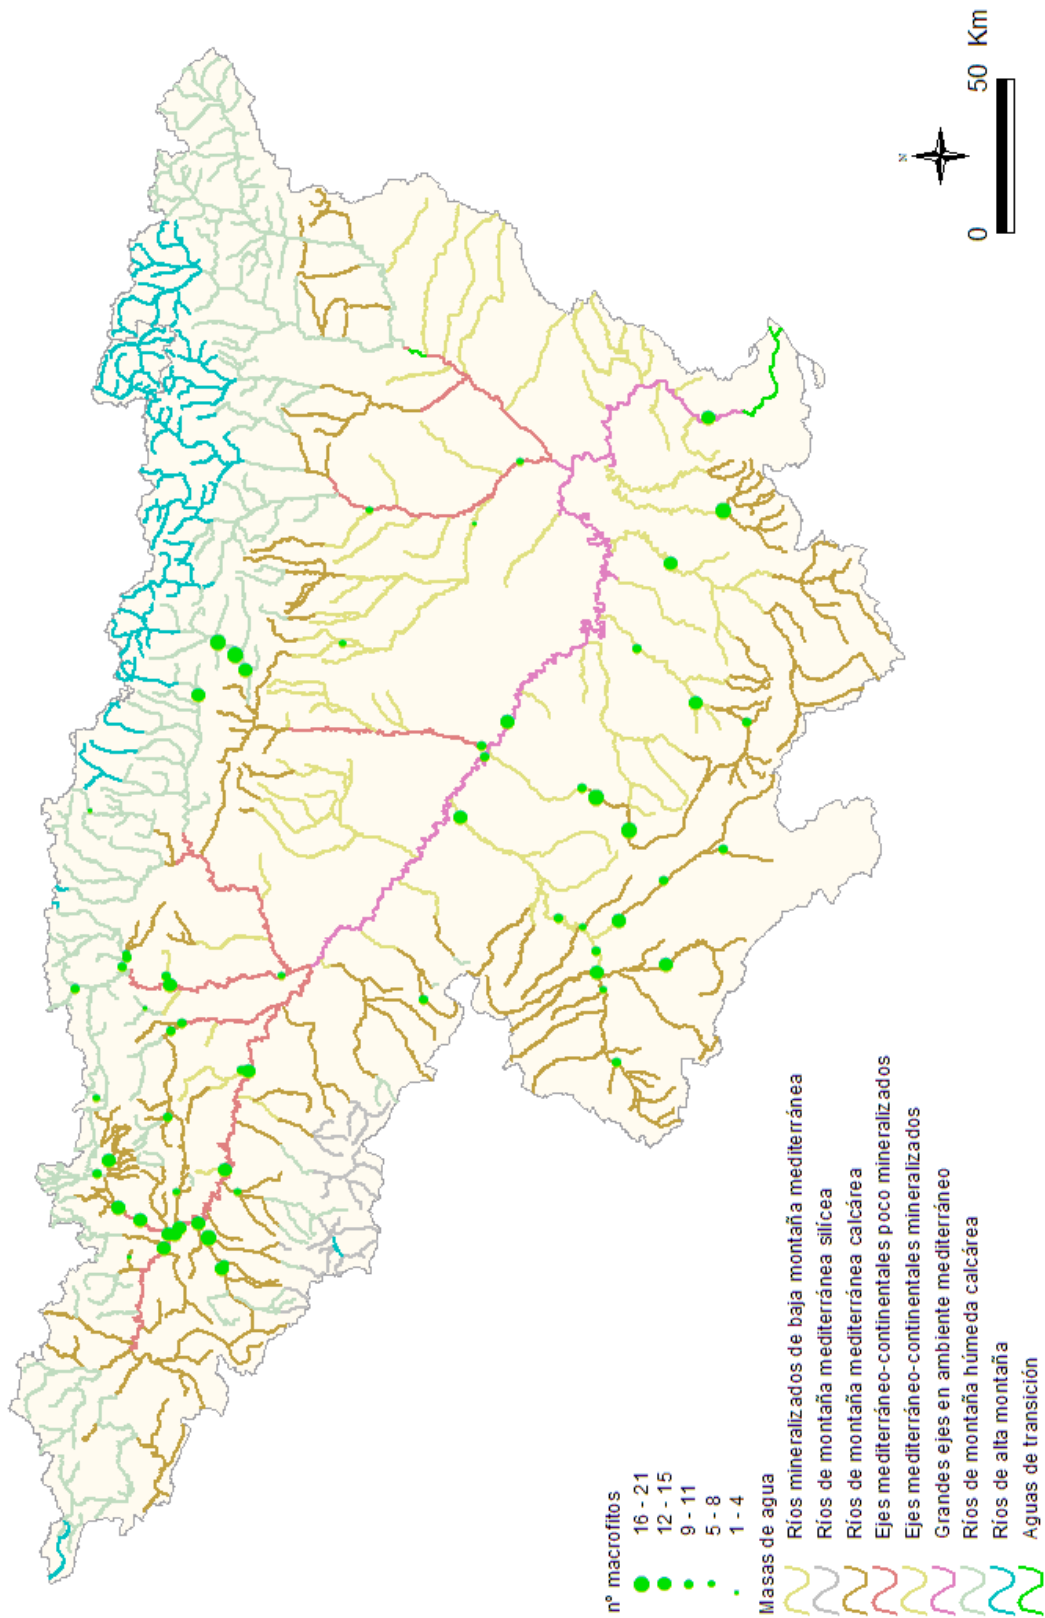 nº macrofitos
16 - 21
12 - 15
9 - 11
5 - 8
1 - 4
Masas de agua
Ríos mineralizados de baja montaña mediterránea
Ríos de montaña mediterránea silícea
Ríos de montaña mediterránea calcárea
Ejes mediterráneo-continentales poco mineralizados
Ejes mediterráneo-continentales mineralizados
Grandes ejes en ambiente mediterráneo
Ríos de montaña húmeda calcárea
Ríos de alta montaña
Aguas de transición
N
0 50 Km